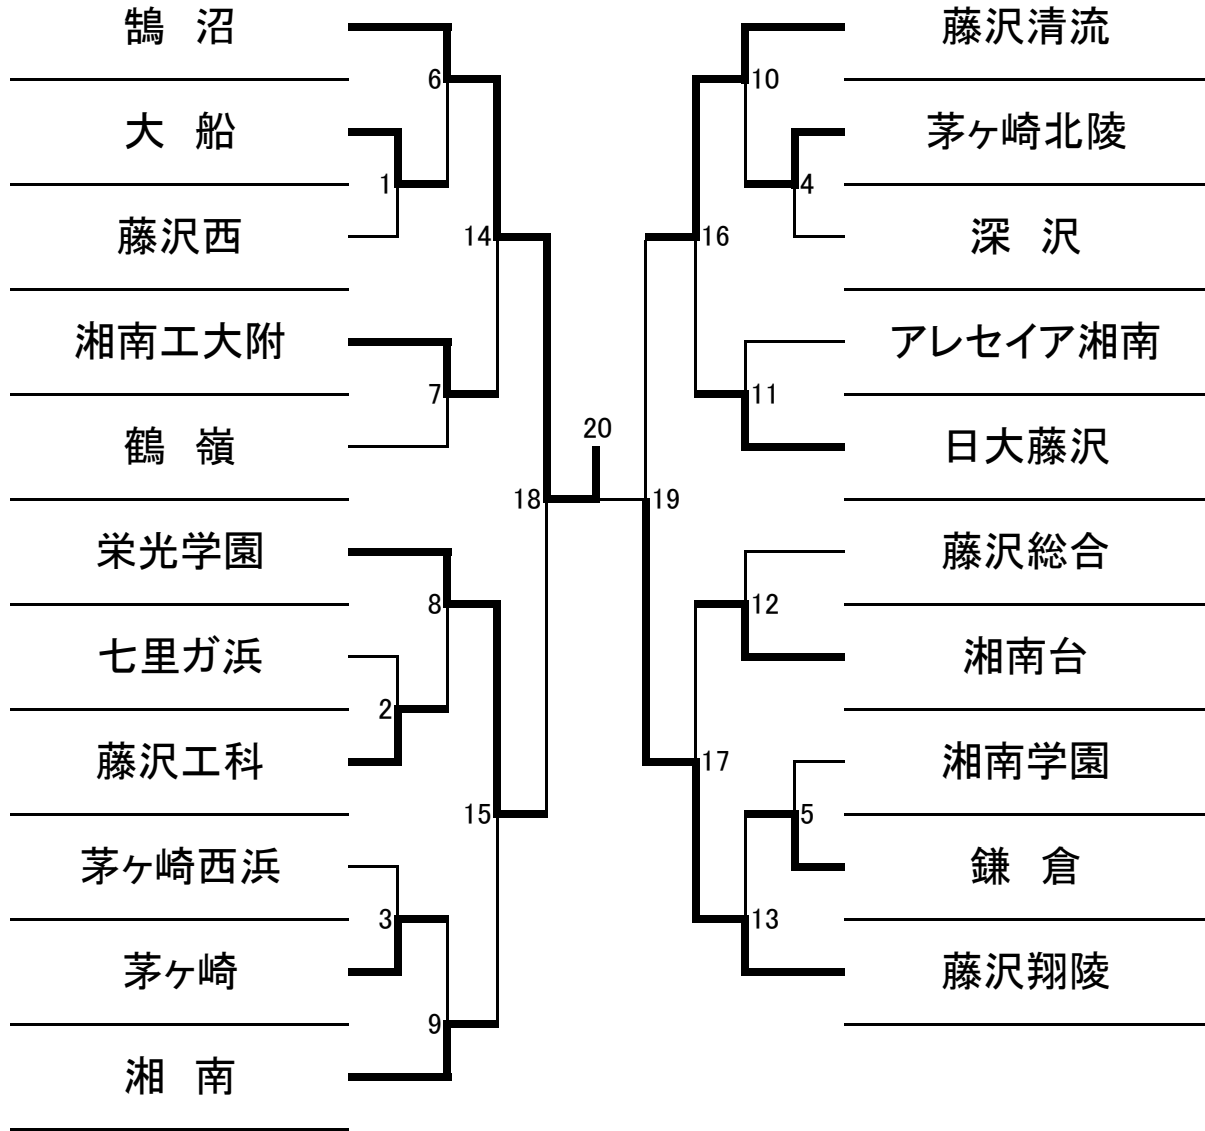 鵠　沼
6
大　船
1
藤沢西
14
湘南工大附
7
鶴　嶺
18
栄光学園
8
七里ガ浜
2
藤沢工科
15
茅ヶ崎西浜
3
茅ヶ崎
9
湘　南
20
藤沢清流
10
茅ヶ崎北陵
4
深　沢
16
アレセイア湘南
11
日大藤沢
19
藤沢総合
12
湘南台
17
湘南学園
5
鎌　倉
13
藤沢翔陵